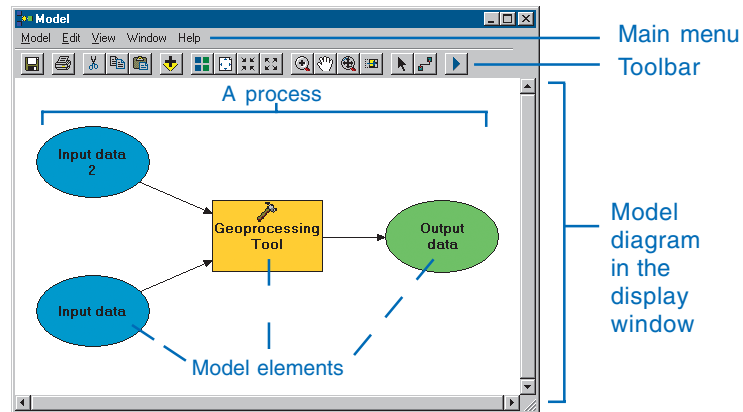 Model
Model Edit View Window Help
Main menu
Toolbar
A process
Input data
2
Geoprocessing
Tool
Output
data
Input data
Model elements
Model
diagram
in the
display
window